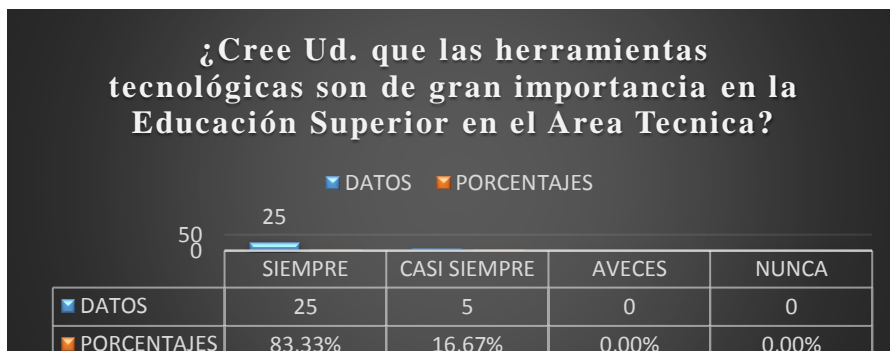 ¿Cree Ud. que las herramientas
tecnológicas son de gran importancia en la
Educación Superior en el Area Tecnica?
DATOS PORCENTAJES
25
50
0
SIEMPRE CASI SIEMPRE AVECES NUNCA
DATOS 25 5 0 0
PORCENTAJES 83.33% 16.67% 0.00% 0.00%